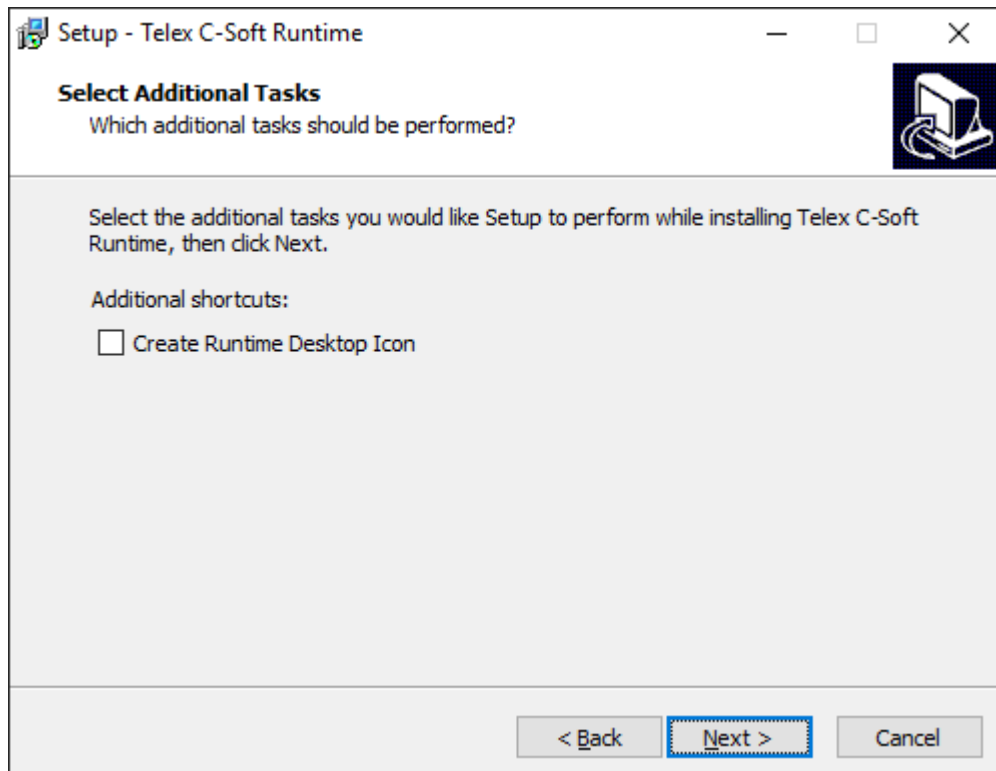 Setup - Telex C-Soft Runtime
Select Additional Tasks
Which additional tasks should be performed?
Select the additional tasks you would like Setup to perform while installing Telex C-Soft
Runtime, then click Next.
Additional shortcuts:
Create Runtime Desktop Icon
< Back
Next >
Cancel